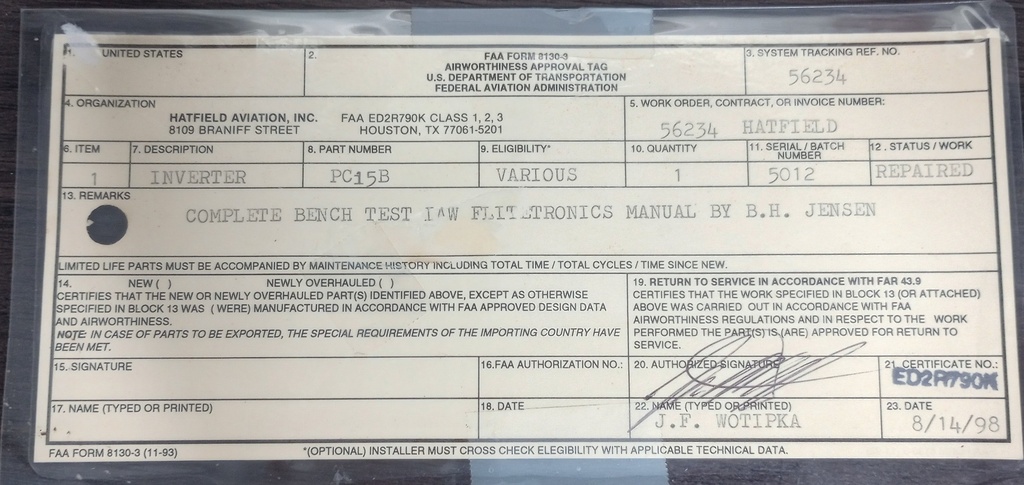 1. UNITED STATES
2.
FAA FORM 8130-3
AIRWORTHINESS APPROVAL TAG
U.S. DEPARTMENT OF TRANSPORTATION
FEDERAL AVIATION ADMINISTRATION
3. SYSTEM TRACKING REF. NO.
56234
4. ORGANIZATION
HATFIELD AVIATION, INC. FAA ED2R790K CLASS 1, 2, 3
8109 BRANIFF STREET HOUSTON, TX 77061-5201
5. WORK ORDER, CONTRACT, OR INVOICE NUMBER:
56234 HATFIELD
6. ITEM 7. DESCRIPTION 8. PART NUMBER 9. ELIGIBILITY* 10. QUANTITY 11. SERIAL / BATCH NUMBER 12. STATUS / WORK
1 INVERTER PC15B VARIOUS 1 5012 REPAIRED
13. REMARKS
COMPLETE BENCH TEST MANUAL BY B.H. JENSEN
LIMITED LIFE PARTS MUST BE ACCOMPANIED BY MAINTENANCE HISTORY INCLUDING TOTAL TIME / TOTAL CYCLES / TIME SINCE NEW.
14. NEW ( ) NEWLY OVERHAULED ( )
CERTIFIES THAT THE NEW OR NEWLY OVERHAULED PART(S) IDENTIFIED ABOVE, EXCEPT AS OTHERWISE
SPECIFIED IN BLOCK 13 WAS ( WERE) MANUFACTURED IN ACCORDANCE WITH FAA APPROVED DESIGN DATA
AND AIRWORTHINESS.
NOTE: IN CASE OF PARTS TO BE EXPORTED, THE SPECIAL REQUIREMENTS OF THE IMPORTING COUNTRY HAVE
BEEN MET.
19. RETURN TO SERVICE IN ACCORDANCE WITH FAR 43.9
CERTIFIES THAT THE WORK SPECIFIED IN BLOCK 13 (OR ATTACHED)
ABOVE WAS CARRIED OUT IN ACCORDANCE WITH FAA
AIRWORTHINESS REGULATIONS AND IN RESPECT TO THE WORK
PERFORMED THE PART(S) IS (ARE) APPROVED FOR RETURN TO
SERVICE.
15. SIGNATURE 16.FAA AUTHORIZATION NO.: 20. AUTHORIZED SIGNATURE 21. CERTIFICATE NO.:
ED2R790K
17. NAME (TYPED OR PRINTED) 18. DATE 22. NAME (TYPED OR PRINTED) 23. DATE
J.F. WOTIPKA 8/14/98
FAA FORM 8130-3 (11-93) *(OPTIONAL) INSTALLER MUST CROSS CHECK ELEGIBILITY WITH APPLICABLE TECHNICAL DATA.